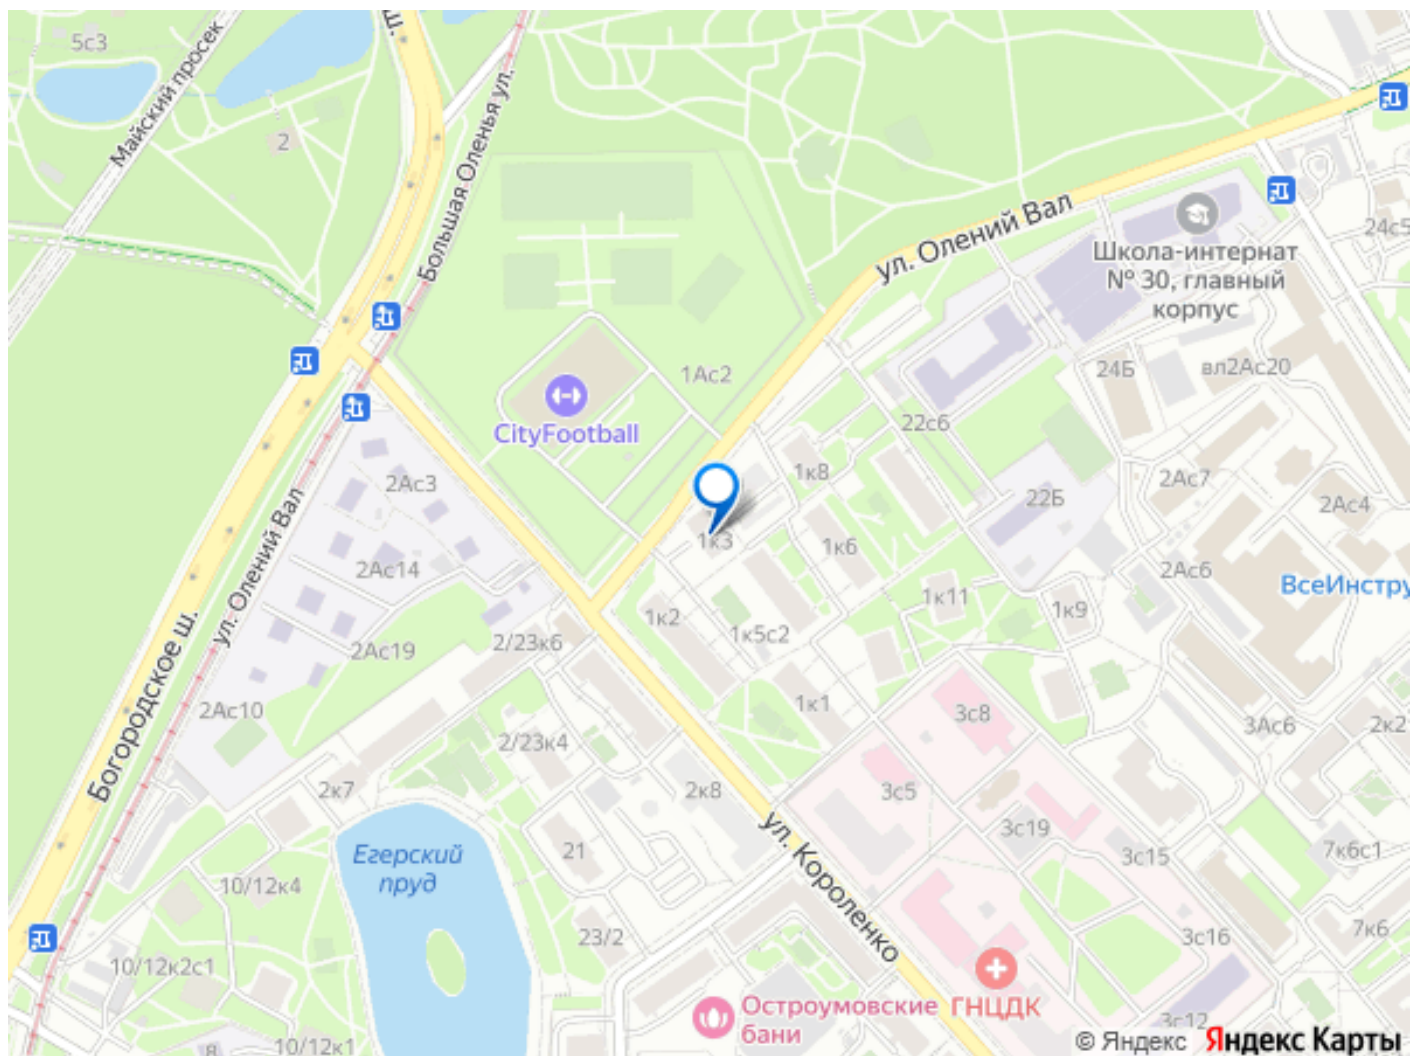 5с3
Майский просек
ш.
2
Большая Оленья ул.
ул. Олений Вал
Школа-интернат
№ 30, главный
корпус
24с5
1Ас2
24Б
вл2Ас20
CityFootball
22с6
2Ас3
1к8
2Ас7
22Б
2Ас4
1к3
1к6
2Ас14
2Ас6
ВсеИнстру
ул. Олений Вал
1к11
1к9
1к2
1к5с2
2/23к6
2Ас19
Богородское ш.
1к1
3с8
2Ас10
3Ас6
2к2
2/23к4
2к7
2к8
3с5
ул. Короленко
3с19
Егерский
пруд
21
3с15
7к6с1
10/12к4
23/2
3с16
7к6
10/12к2с1
ГНЦДК
Остроумовские
бани
3с12
8
10/12к1
© Яндекс Яндекс Карты